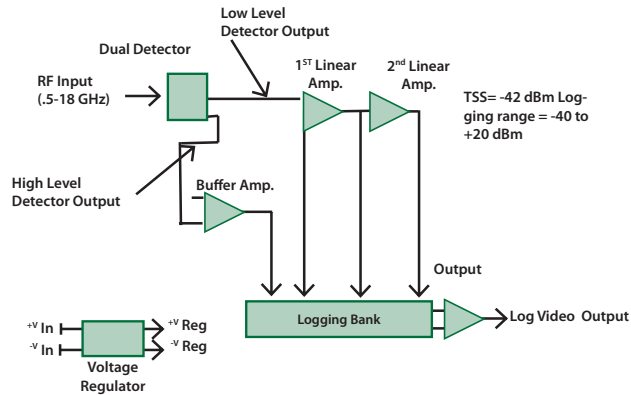 Low Level
Detector Output
Dual Detector
1ST Linear
Amp.
2nd Linear
Amp.
RF Input
(.5-18 GHz)
TSS= -42 dBm Log-
ging range = -40 to
+20 dBm
High Level
Detector Output
Buffer Amp.
Output
Logging Bank
Log Video Output
+V In
+V Reg
-V In
-V Reg
Voltage
Regulator